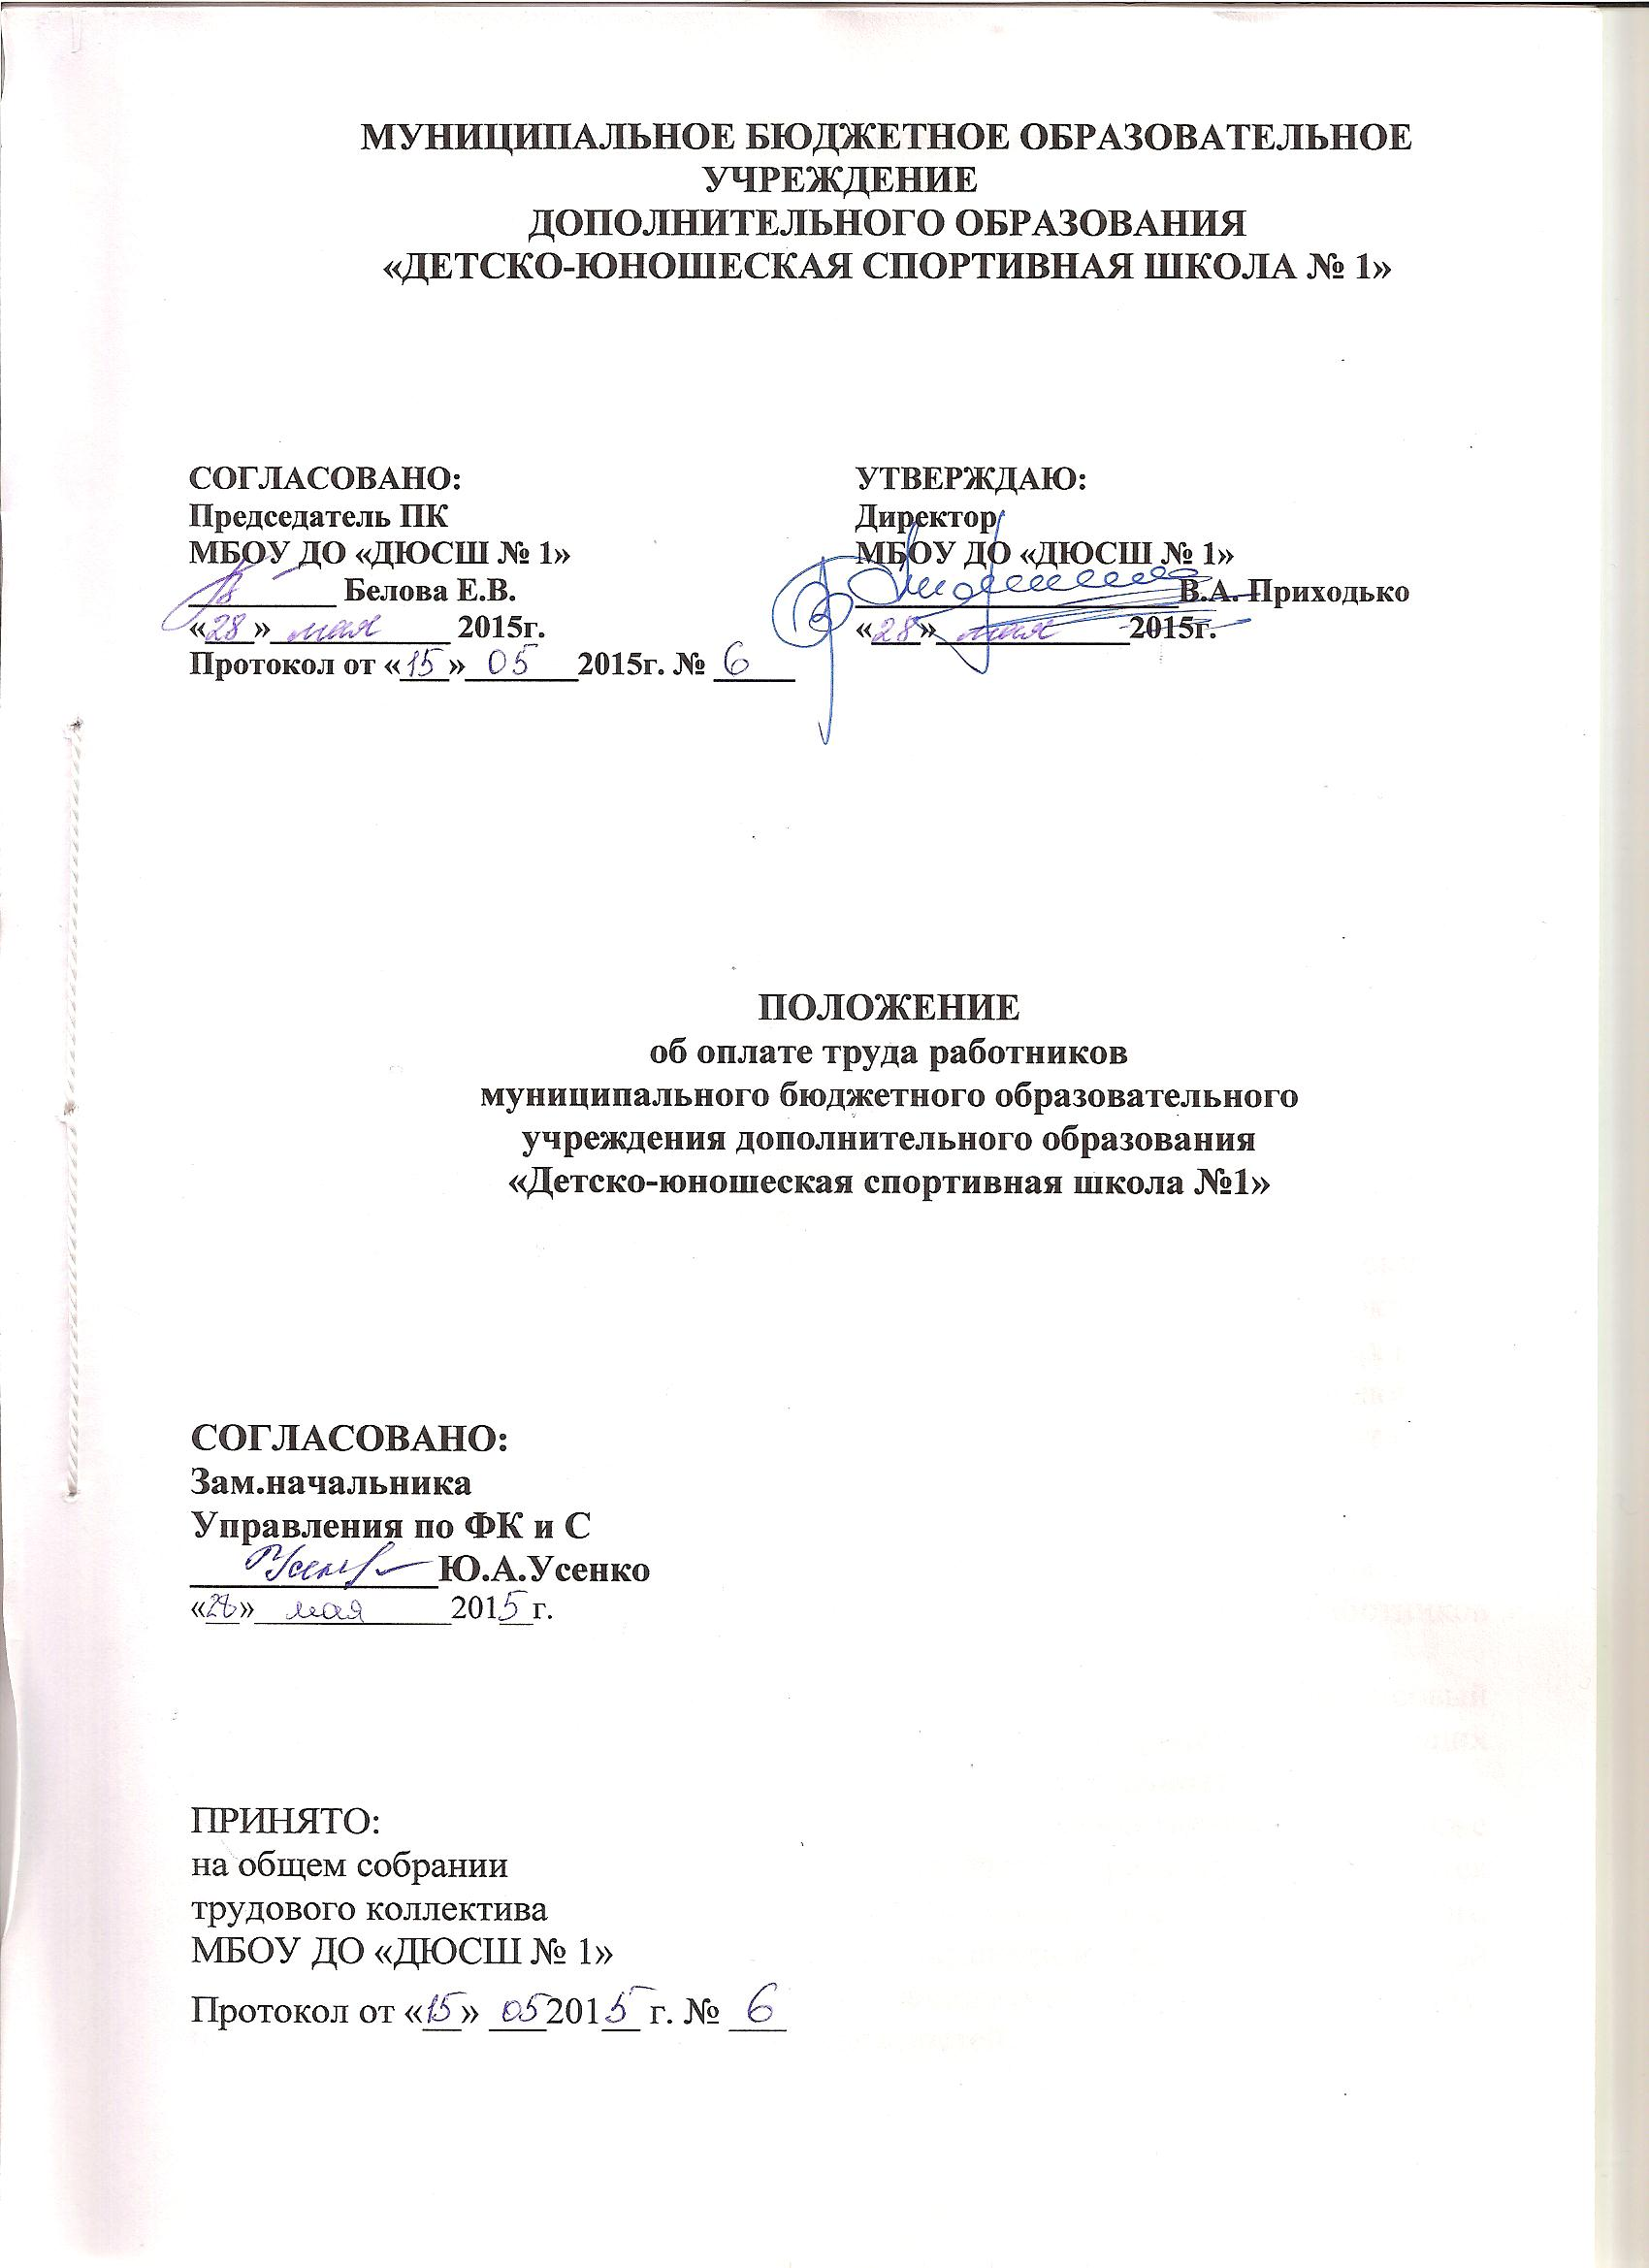 МУНИЦИПАЛЬНОЕ БЮДЖЕТНОЕ ОБРАЗОВАТЕЛЬНОЕ
УЧРЕЖДЕНИЕ
ДОПОЛНИТЕЛЬНОГО ОБРАЗОВАНИЯ
«ДЕТСКО-ЮНОШЕСКАЯ СПОРТИВНАЯ ШКОЛА № 1»
СОГЛАСОВАНО:
Председатель ПК
МБОУ ДО «ДЮСШ № 1»
_________ Белова Е.В.
«28» мая 2015г.
Протокол от «15» 05 2015г. № 6
УТВЕРЖДАЮ:
Директор
МБОУ ДО «ДЮСШ № 1»
____________________В.А. Приходько
«28» мая 2015г.
ПОЛОЖЕНИЕ
об оплате труда работников
муниципального бюджетного образовательного
учреждения дополнительного образования
«Детско-юношеская спортивная школа №1»
СОГЛАСОВАНО:
Зам.начальника
Управления по ФК и С
_____________Ю.А.Усенко
«28» мая 2015 г.
ПРИНЯТО:
на общем собрании
трудового коллектива
МБОУ ДО «ДЮСШ № 1»
Протокол от «15» 05 2015 г. № 6